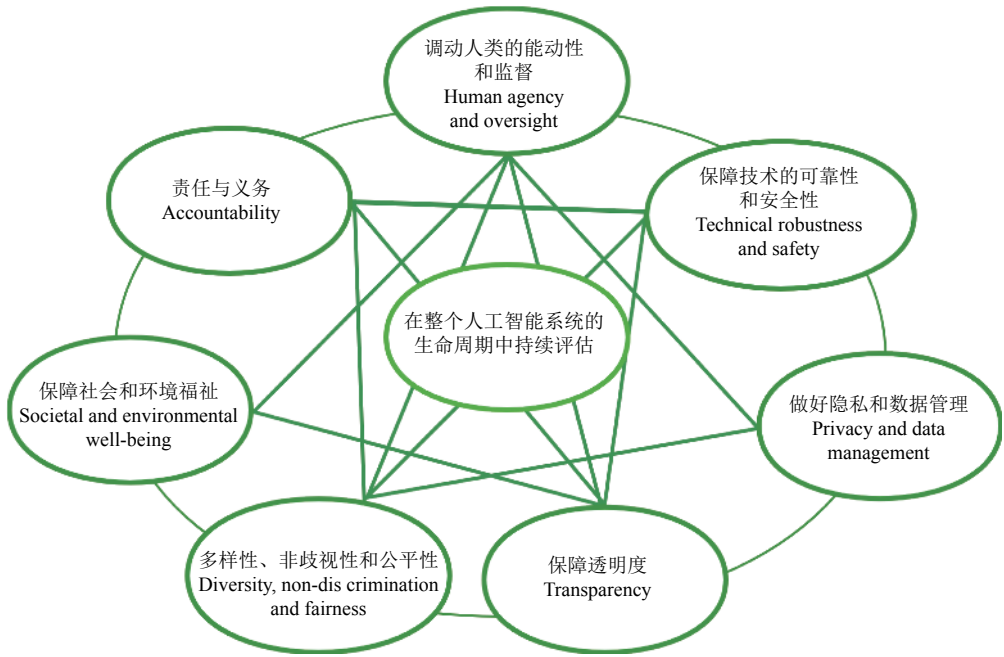 调动人类的能动性
和监督
Human agency
and oversight
保障技术的可靠性
和安全性
Technical robustness
and safety
责任与义务
Accountability
在整个人工智能系统的
生命周期中持续评估
做好隐私和数据管理
Privacy and data
management
保障社会和环境福祉
Societal and environmental
well-being
多样性、非歧视性和公平性
Diversity, non-dis crimination
and fairness
保障透明度
Transparency